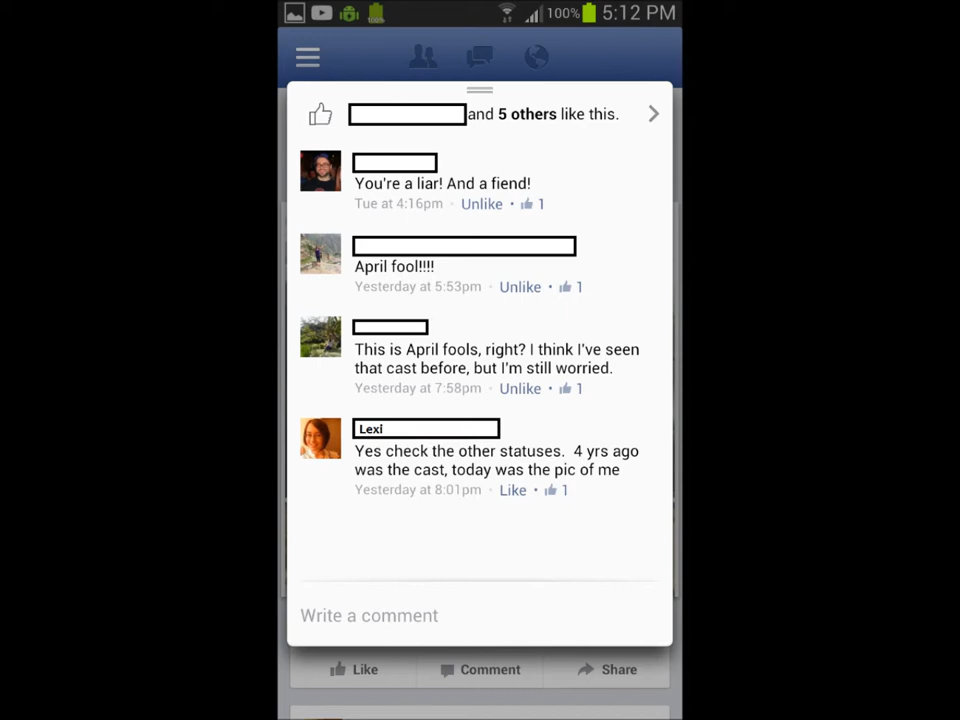 100% 100% 5:12 PM
and 5 others like this.
You're a liar! And a fiend!
Tue at 4:16pm · Unlike · 1
April fool!!!!
Yesterday at 5:53pm · Unlike · 1
This is April fools, right? I think I've seen
that cast before, but I'm still worried.
Yesterday at 7:58pm · Unlike · 1
Lexi
Yes check the other statuses. 4 yrs ago
was the cast, today was the pic of me
Yesterday at 8:01pm · Like · 1
Write a comment
Like Comment Share